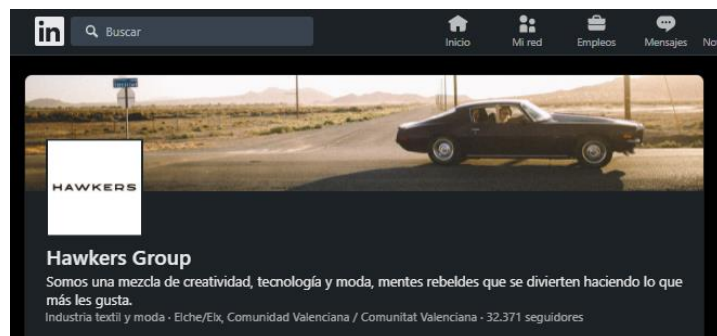 in
Buscar
Inicio
Mi red
Empleos
Mensajes
HAWKERS
Hawkers Group
Somos una mezcla de creatividad, tecnología y moda, mentes rebeldes que se divierten haciendo lo que
más les gusta.
Industria textil y moda · Elche/Elx, Comunidad Valenciana / Comunitat Valenciana · 32.371 seguidores